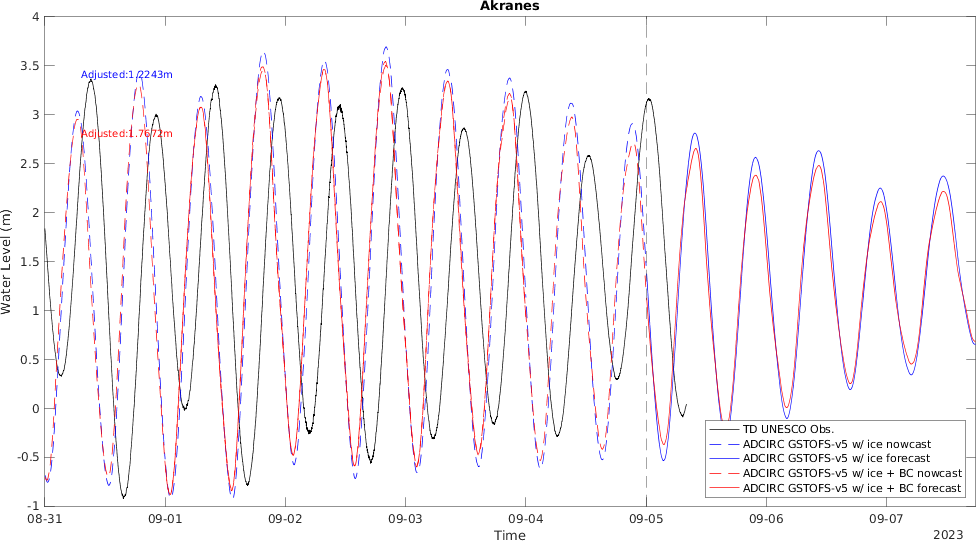 Akranes
4
3.5
3
2.5
2
1.5
1
0.5
0
-0.5
-1
Water Level (m)
Adjusted:1.2243m
Adjusted:1.7672m
TD UNESCO Obs.
ADCIRC GSTOFS-v5 w/ ice nowcast
ADCIRC GSTOFS-v5 w/ ice forecast
ADCIRC GSTOFS-v5 w/ ice + BC nowcast
ADCIRC GSTOFS-v5 w/ ice + BC forecast
08-31 09-01 09-02 09-03 09-04 09-05 09-06 09-07
Time
2023